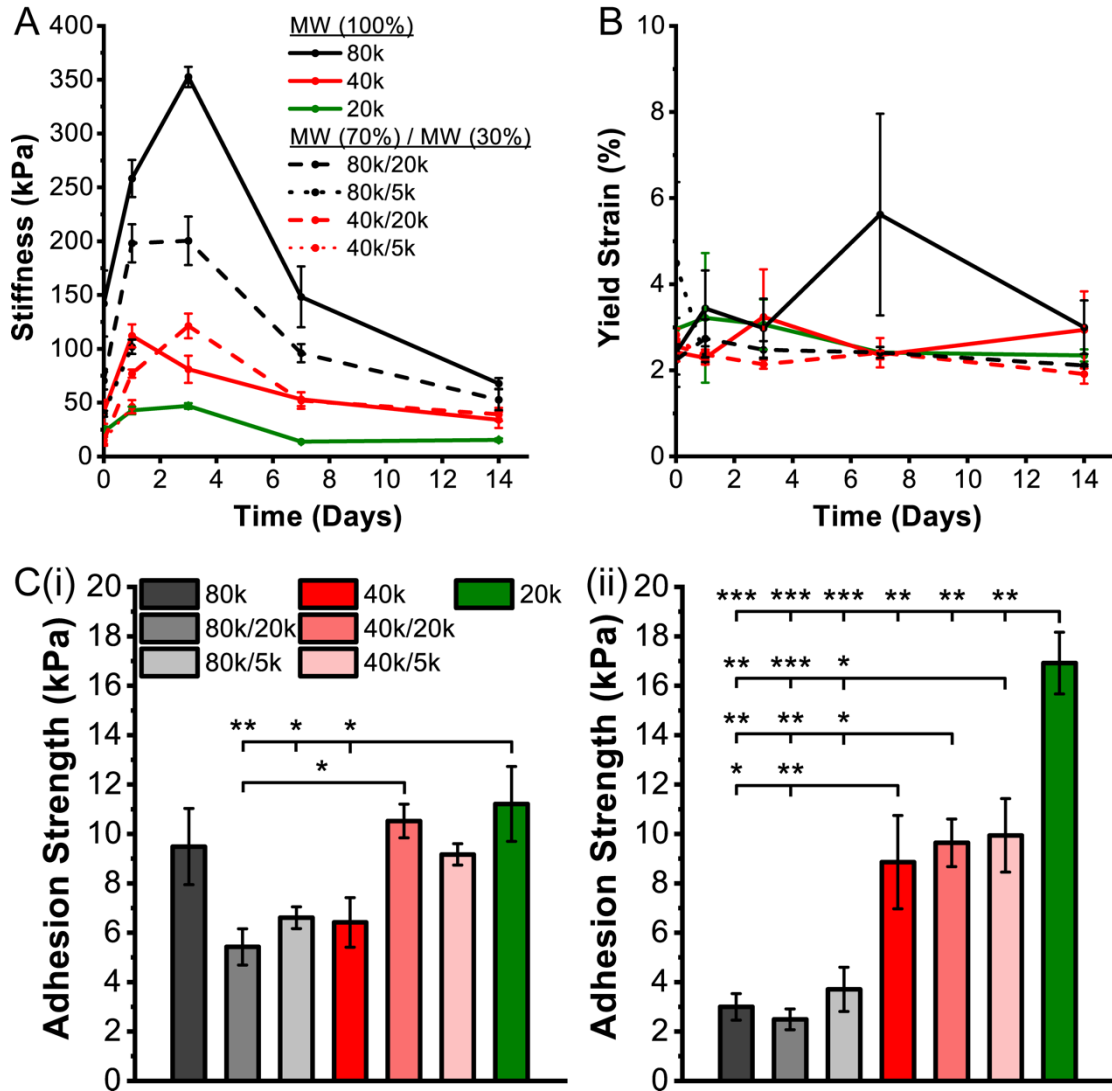 A
Stiffness (kPa)
400
350
300
250
200
150
100
50
0
0 2 4 6 8 10 12 14
Time (Days)
MW (100%)
80k
40k
20k
MW (70%) / MW (30%)
80k/20k
80k/5k
40k/20k
40k/5k
B
Yield Strain (%)
10
8
6
4
2
0
0 2 4 6 8 10 12 14
Time (Days)
C(i)
Adhesion Strength (kPa)
20
18
16
14
12
10
8
6
4
2
0
80k 40k 20k
80k/20k 40k/20k
80k/5k 40k/5k
** * *
*
(ii)
Adhesion Strength (kPa)
20
18
16
14
12
10
8
6
4
2
0
*** *** *** ** ** **
** *** *
** ** *
* **